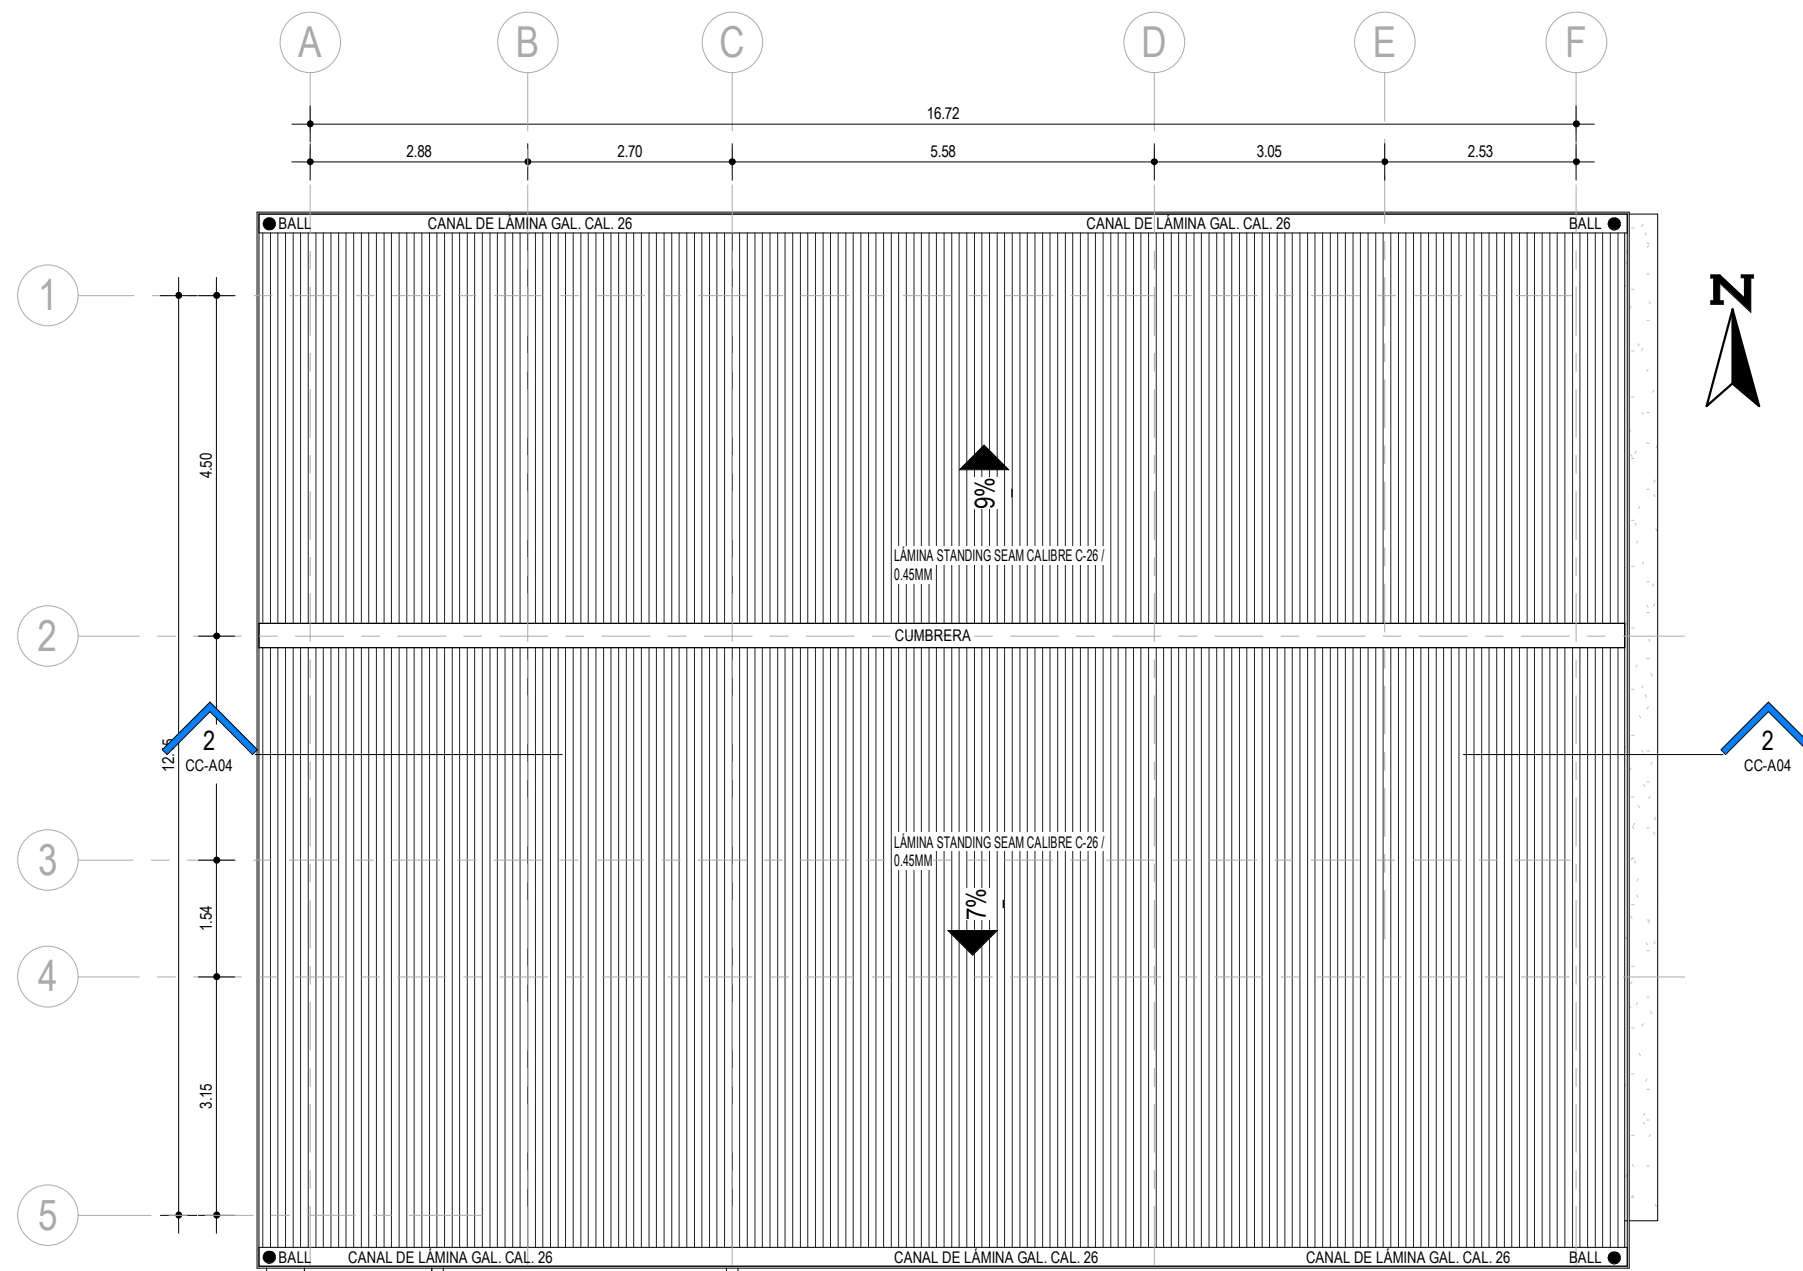 A B C D E F
16.72
2.88 2.70 5.58 3.05 2.53
BALL CANAL DE LÁMINA GAL. CAL. 26 CANAL DE LÁMINA GAL. CAL. 26 BALL
N
1
4.50
9%
LÁMINA STANDING SEAM CALIBRE C-26 /
0.45MM
2
CUMBRERA
2
CC-A04
2
CC-A04
LÁMINA STANDING SEAM CALIBRE C-26 /
0.45MM
3
7%
1.54
4
3.15
5
BALL CANAL DE LÁMINA GAL. CAL. 26 CANAL DE LÁMINA GAL. CAL. 26 CANAL DE LÁMINA GAL. CAL. 26 BALL